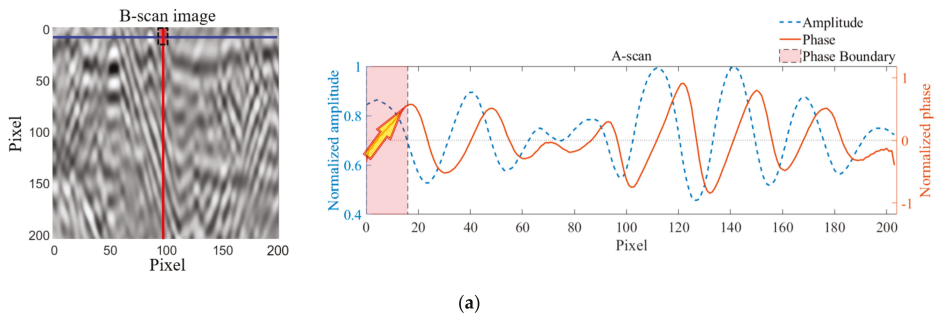 B-scan image
0
50
100
150
200
Pixel
0 50 100 150 200
Pixel
Amplitude
Phase
Phase Boundary
A-scan
1
0.8
0.6
0.4
Normalized amplitude
1
0
-1
Normalized phase
0 20 40 60 80 100 120 140 160 180 200
Pixel
(a)